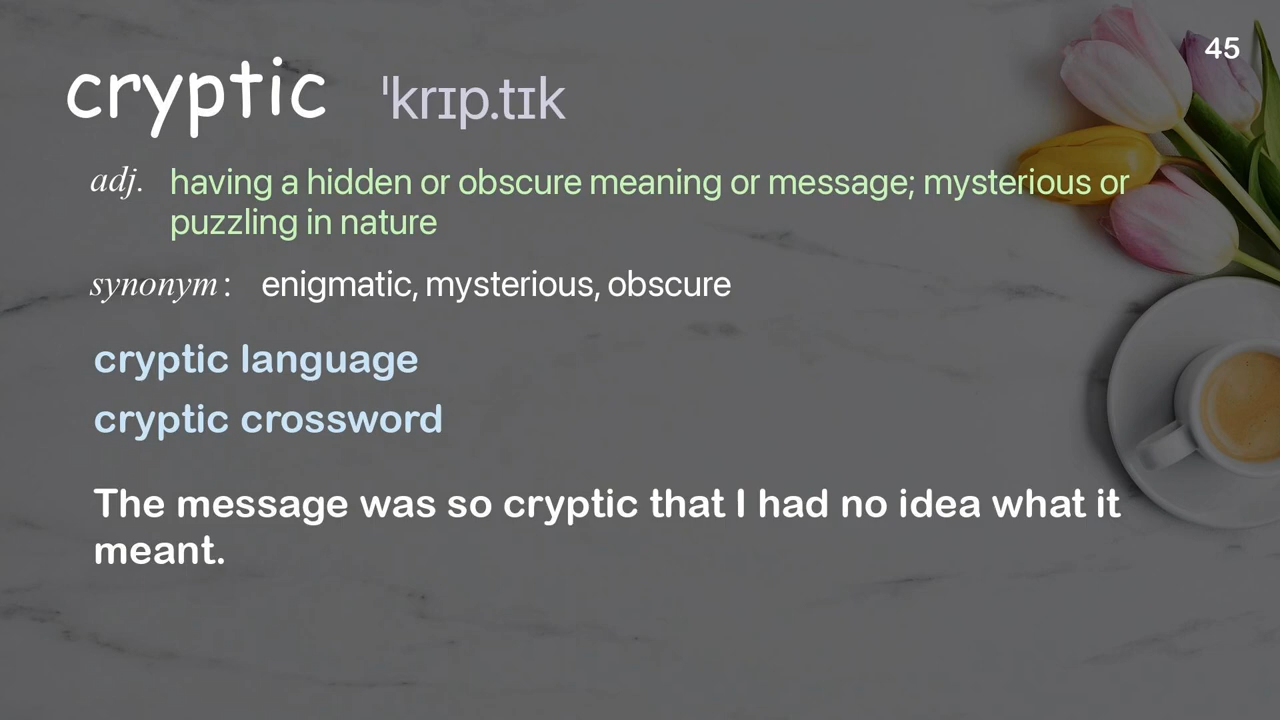 45
cryptic ˈkrɪp.tɪk
adj. having a hidden or obscure meaning or message; mysterious or
puzzling in nature
synonym : enigmatic, mysterious, obscure
cryptic language
cryptic crossword
The message was so cryptic that I had no idea what it
meant.